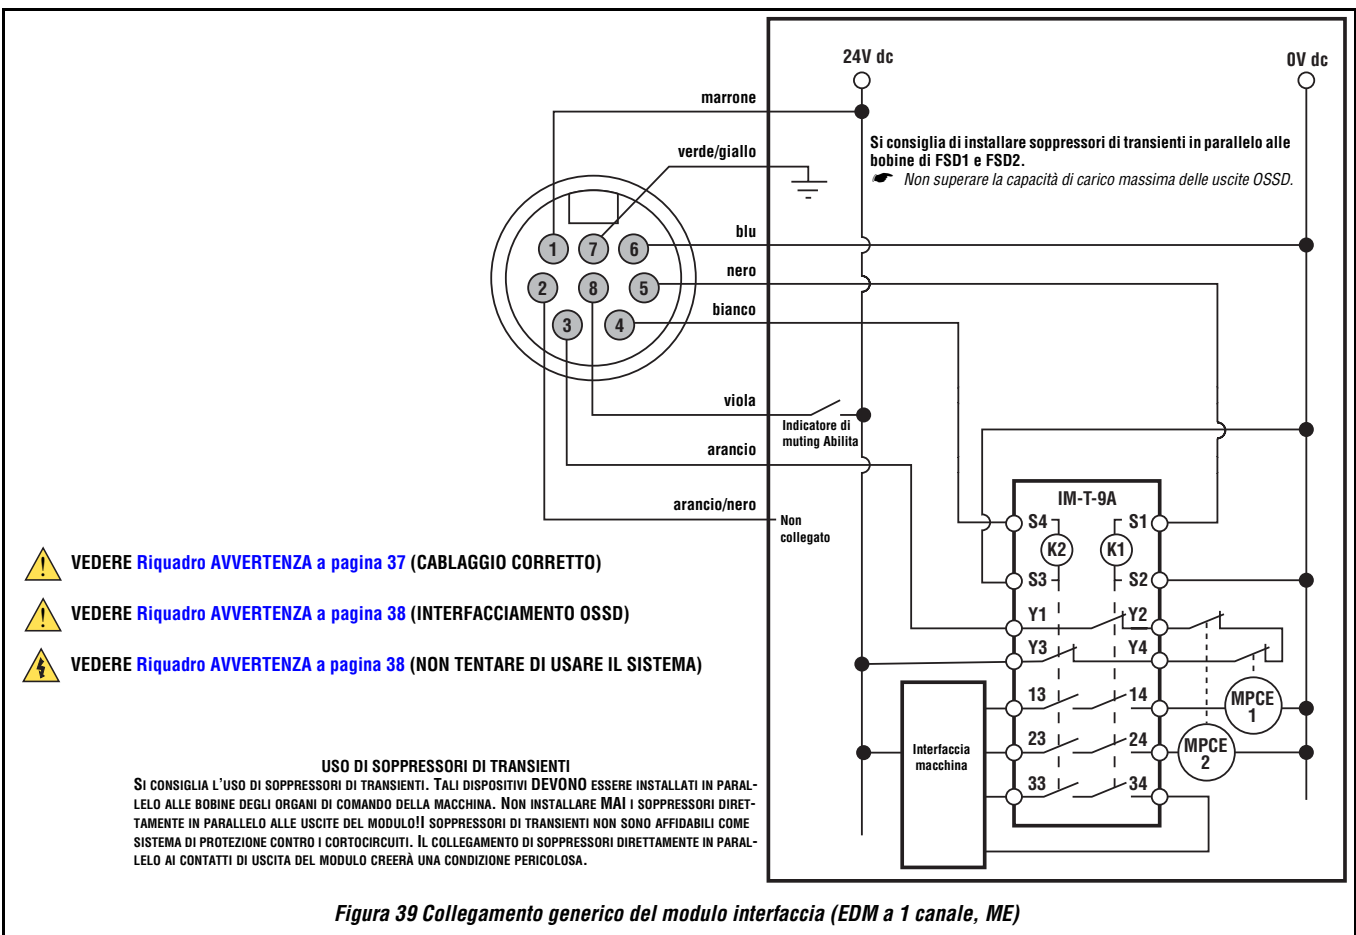 24V dc
0V dc
marrone
verde/giallo
Si consiglia di installare soppressori di transienti in parallelo alle
bobine di FSD1 e FSD2.
Non superare la capacità di carico massima delle uscite OSSD.
blu
nero
bianco
1
7
6
2
8
5
3
4
viola
Indicatore di
muting Abilita
arancio
arancio/nero
Non
collegato
IM-T-9A
S4
S1
K2
K1
S3
S2
Y1
Y2
Y3
Y4
13
14
MPCE
1
23
24
MPCE
2
33
34
Interfaccia
macchina
VEDERE Riquadro AVVERTENZA a pagina 37 (CABLAGGIO CORRETTO)
VEDERE Riquadro AVVERTENZA a pagina 38 (INTERFACCIAMENTO OSSD)
VEDERE Riquadro AVVERTENZA a pagina 38 (NON TENTARE DI USARE IL SISTEMA)
USO DI SOPPRESSORI DI TRANSIENTI
SI CONSIGLIA L'USO DI SOPPRESSORI DI TRANSIENTI. TALI DISPOSITIVI DEVONO ESSERE INSTALLATI IN PARAL-
LELO ALLE BOBINE DEGLI ORGANI DI COMANDO DELLA MACCHINA. NON INSTALLARE MAI I SOPPRESSORI DIRET-
TAMENTE IN PARALLELO ALLE USCITE DEL MODULO!I SOPPRESSORI DI TRANSIENTI NON SONO AFFIDABILI COME
SISTEMA DI PROTEZIONE CONTRO I CORTOCIRCUITI. IL COLLEGAMENTO DI SOPPRESSORI DIRETTAMENTE IN PARAL-
LELO AI CONTATTI DI USCITA DEL MODULO CREERÀ UNA CONDIZIONE PERICOLOSA.
Figura 39 Collegamento generico del modulo interfaccia (EDM a 1 canale, ME)